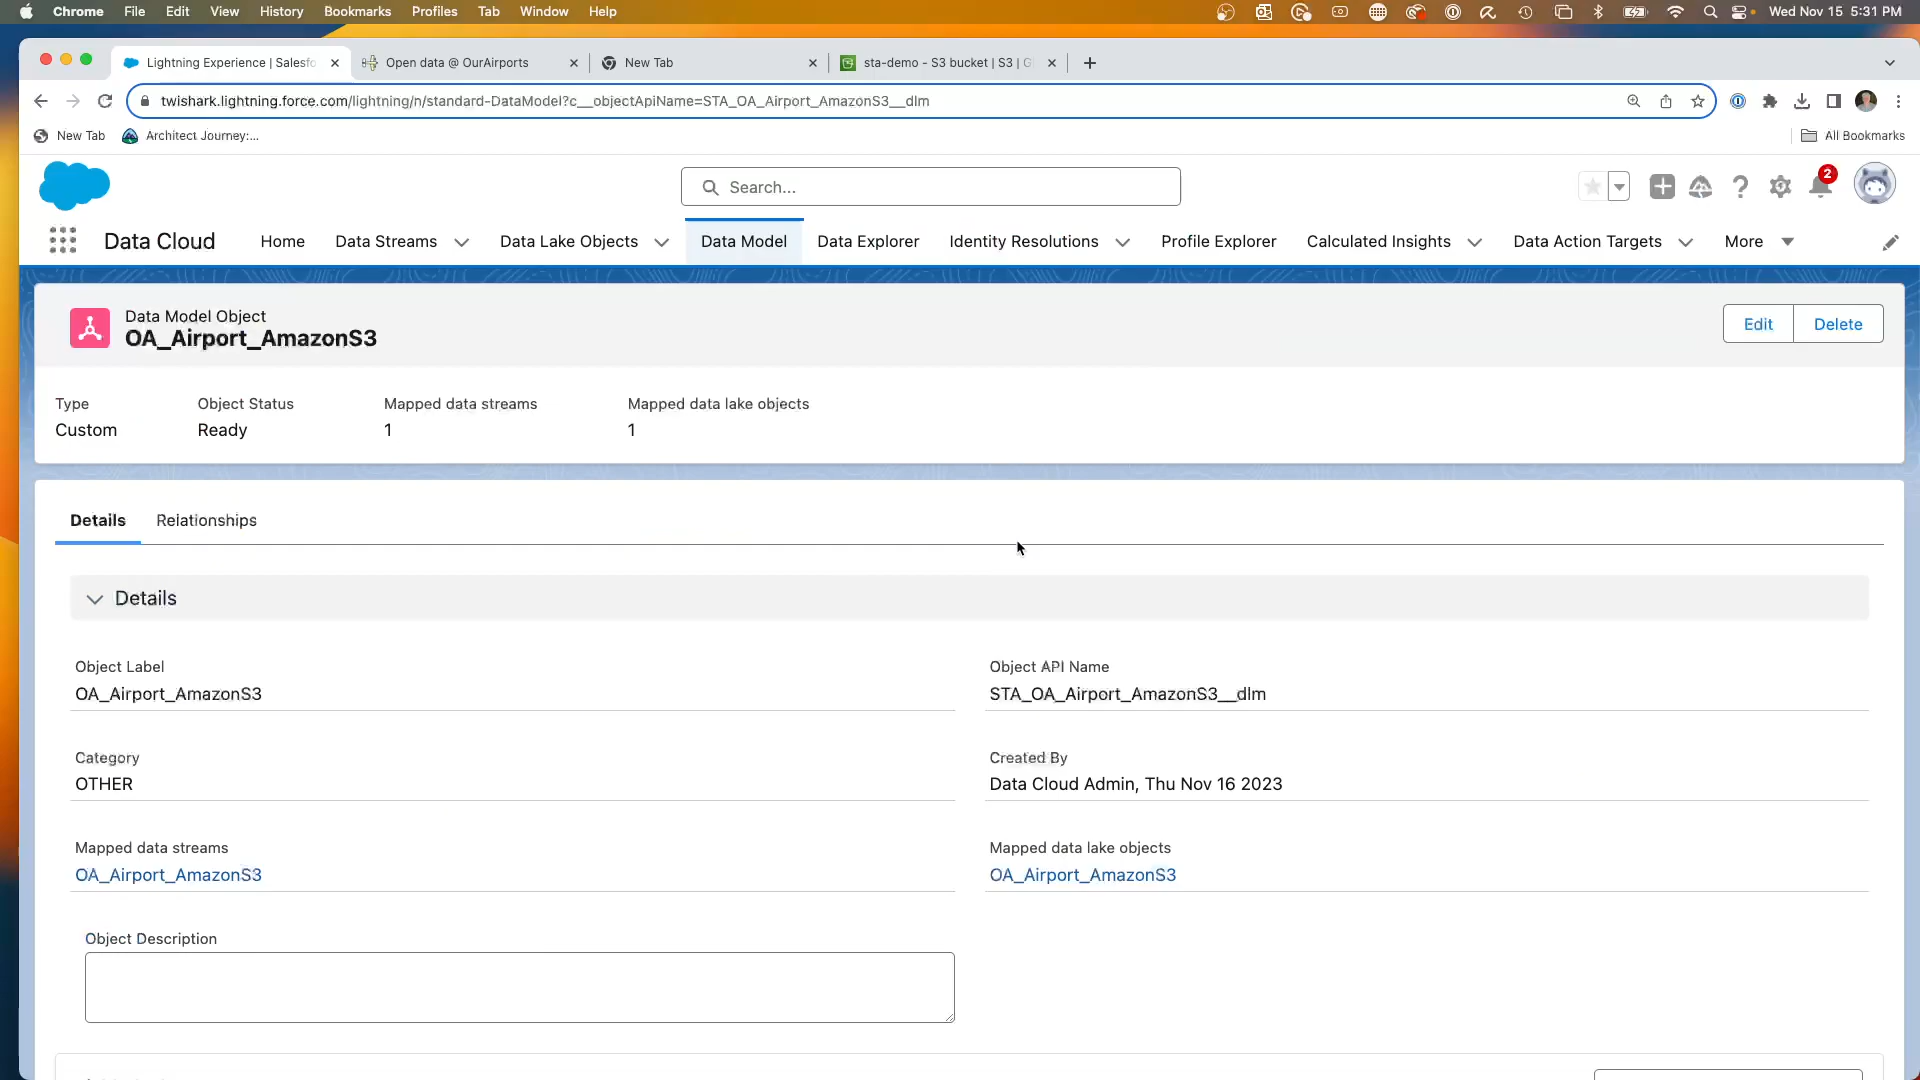 Chrome File Edit View History Bookmarks Profiles Tab Window Help Wed Nov 15 5:31 PM
Lightning Experience | Salesfo Open data @ OurAirports New Tab sta-demo - S3 bucket | S3 | G
twishark.lightning.force.com/lightning/n/standard-DataModel?c__objectApiName=STA_OA_Airport_AmazonS3__dlm
New Tab Architect Journey:... All Bookmarks
Search... 2
Data Cloud Home Data Streams Data Lake Objects Data Model Data Explorer Identity Resolutions Profile Explorer Calculated Insights Data Action Targets More
Data Model Object
OA_Airport_AmazonS3
Edit Delete
Type Object Status Mapped data streams Mapped data lake objects
Custom Ready 1 1
Details Relationships
Details
Object Label Object API Name
OA_Airport_AmazonS3 STA_OA_Airport_AmazonS3__dlm
Category Created By
OTHER Data Cloud Admin, Thu Nov 16 2023
Mapped data streams Mapped data lake objects
OA_Airport_AmazonS3 OA_Airport_AmazonS3
Object Description